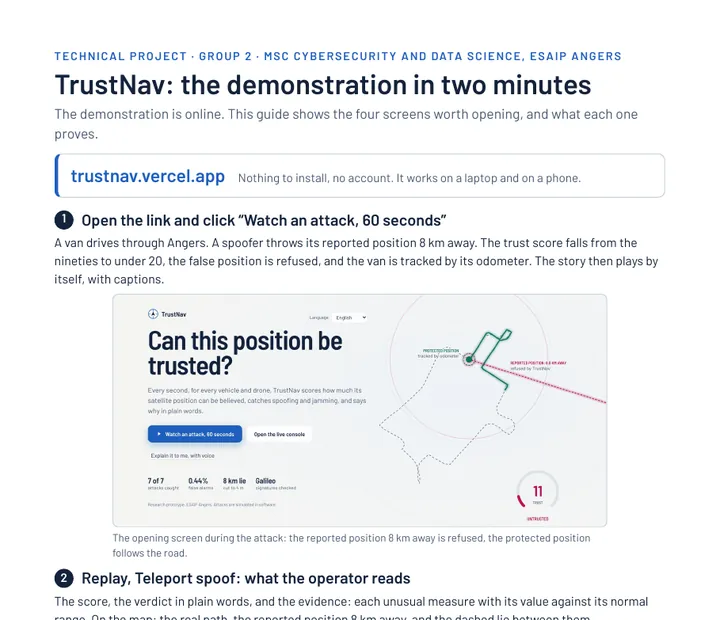 TECHNICAL PROJECT · GROUP 2 · MSC CYBERSECURITY AND DATA SCIENCE, ESAIP ANGERS
TrustNav: the demonstration in two minutes
The demonstration is online. This guide shows the four screens worth opening, and what each one
proves.
trustnav.vercel.app Nothing to install, no account. It works on a laptop and on a phone.
1 Open the link and click “Watch an attack, 60 seconds”
A van drives through Angers. A spoofer throws its reported position 8 km away. The trust score falls from the
nineties to under 20, the false position is refused, and the van is tracked by its odometer. The story then plays by
itself, with captions.
TrustNav
Language English
Can this position be
trusted?
Every second, for every vehicle and drone, TrustNav scores how much its
satellite position can be believed, catches spoofing and jamming, and says
why in plain words.
Watch an attack, 60 seconds Open the live console
Explain it to me, with voice
7 of 7 0.44% 8 km lie Galileo
attacks caught false alarms cut to 1 m signatures checked
Research prototype, ESAIP Angers. Attacks are simulated in software.
PROTECTED POSITION
tracked by odometer
REPORTED POSITION: 8 KM AWAY
refused by TrustNav
11
TRUST
UNTRUSTED
The opening screen during the attack: the reported position 8 km away is refused, the protected position
follows the road.
2 Replay, Teleport spoof: what the operator reads
The score, the verdict in plain words, and the evidence: each unusual measure with its value against its normal
range. On the map: the real path, the reported position 8 km away, and the dashed lie between them.